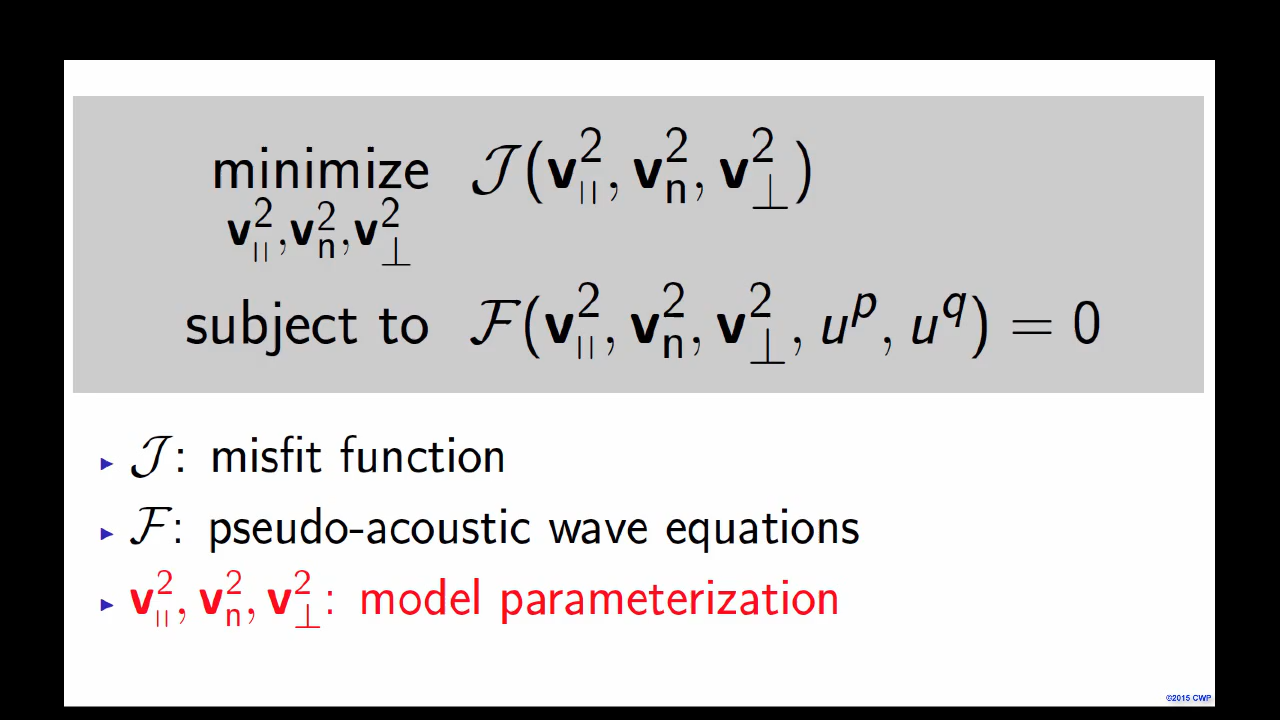 minimize 𝒥(v²_॥, v²_n, v²_⊥)
v²_॥,v²_n,v²_⊥
subject to ℱ(v²_॥, v²_n, v²_⊥, u^p, u^q) = 0
▸ 𝒥: misfit function
▸ ℱ: pseudo-acoustic wave equations
▸ v²_॥, v²_n, v²_⊥: model parameterization
©2015 CWP